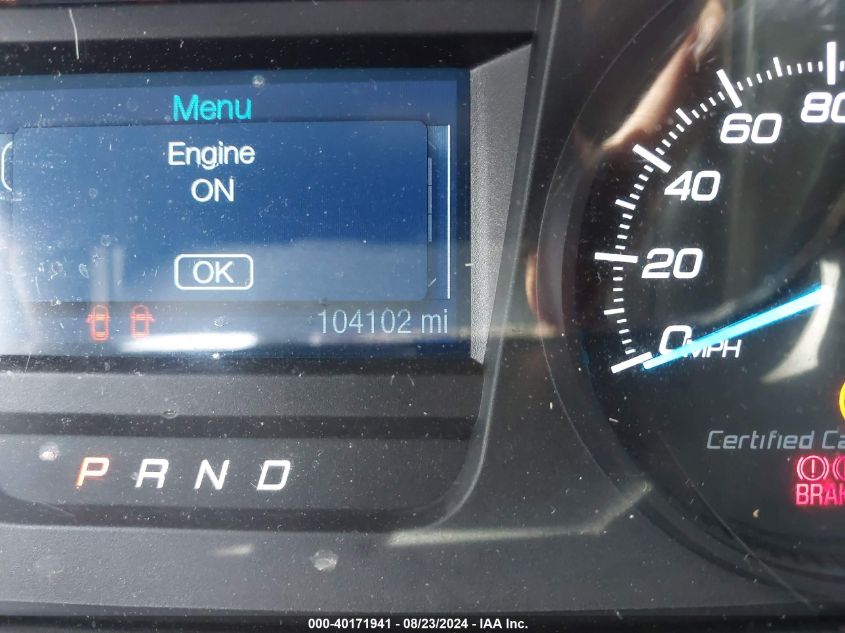 Menu
Engine
ON
OK
104102 mi
P R N D
80
60
40
20
0 MPH
Certified Ca
BRAK
000-40171941 - 08/23/2024 - IAA Inc.